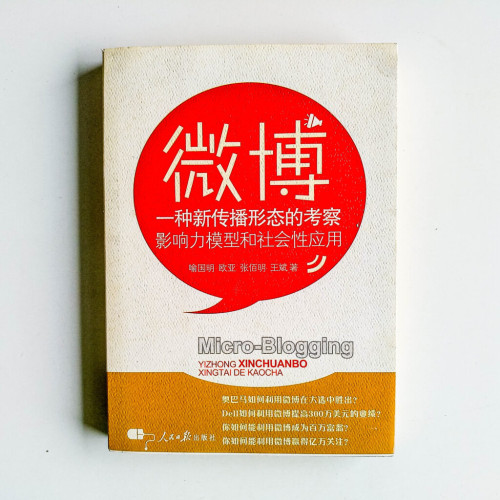 微博
一种新传播形态的考察
影响力模型和社会性应用
喻国明 欧亚 张佰明 王斌 著
Micro-Blogging
YIZHONG XINCHUANBO
XINGTAI DE KAOCHA
奥巴马如何利用微博在大选中胜出?
Dell如何利用微博提高300万美元的业绩?
你如何能利用微博成为百万富翁?
你如何能利用微博赢得亿万关注?
人民日报出版社